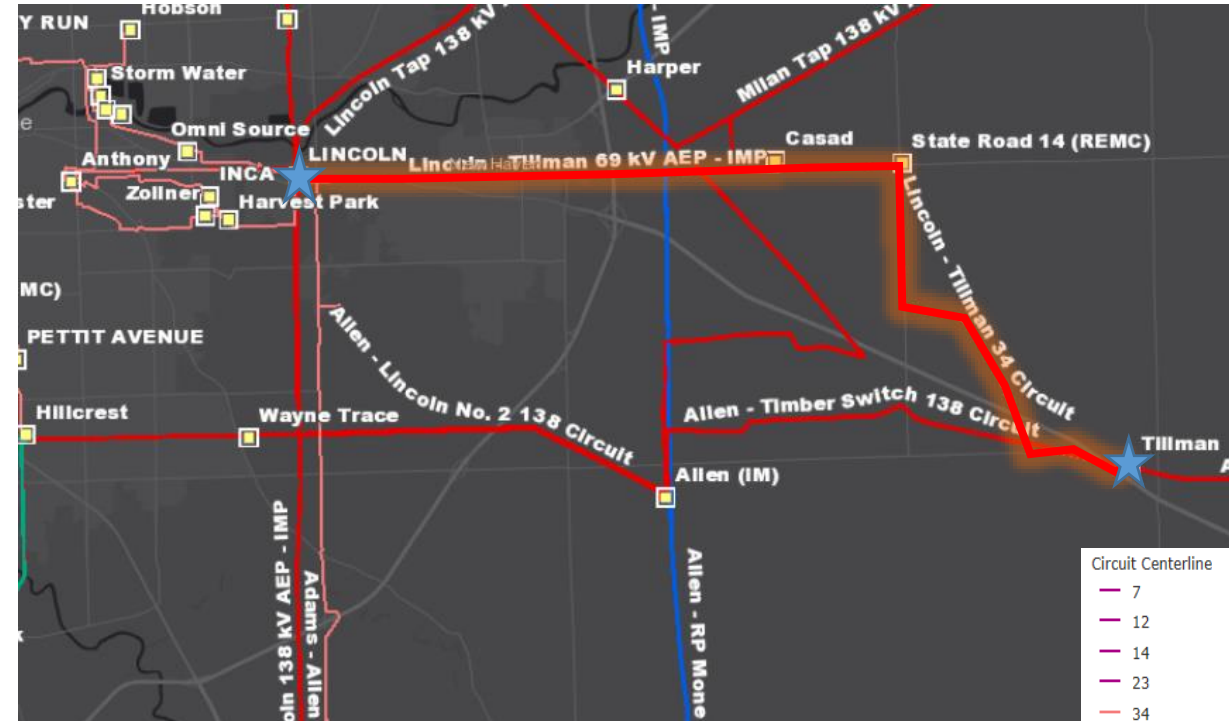 Hobson
Y RUN
Storm Water
Omni Source
Anthony
INCA
LINCOLN
Zollner
ster
Harvest Park
Lincoln Tap 138 kV
- IMP
Harper
Milan Tap 138 kV
Casad
State Road 14 (REMC)
Lincoln - Tillman 69 kV AEP - IMP
Lincoln - Tillman 34 Circuit
MC)
PETTIT AVENUE
Hillcrest
Wayne Trace
Allen - Lincoln No. 2 138 Circuit
Allen - Timber Switch 138 Circuit
Tillman
Allen (IM)
oln 138 kV AEP - IMP
Adams - Allen
Allen - RP Mone
Circuit Centerline
7
12
14
23
34